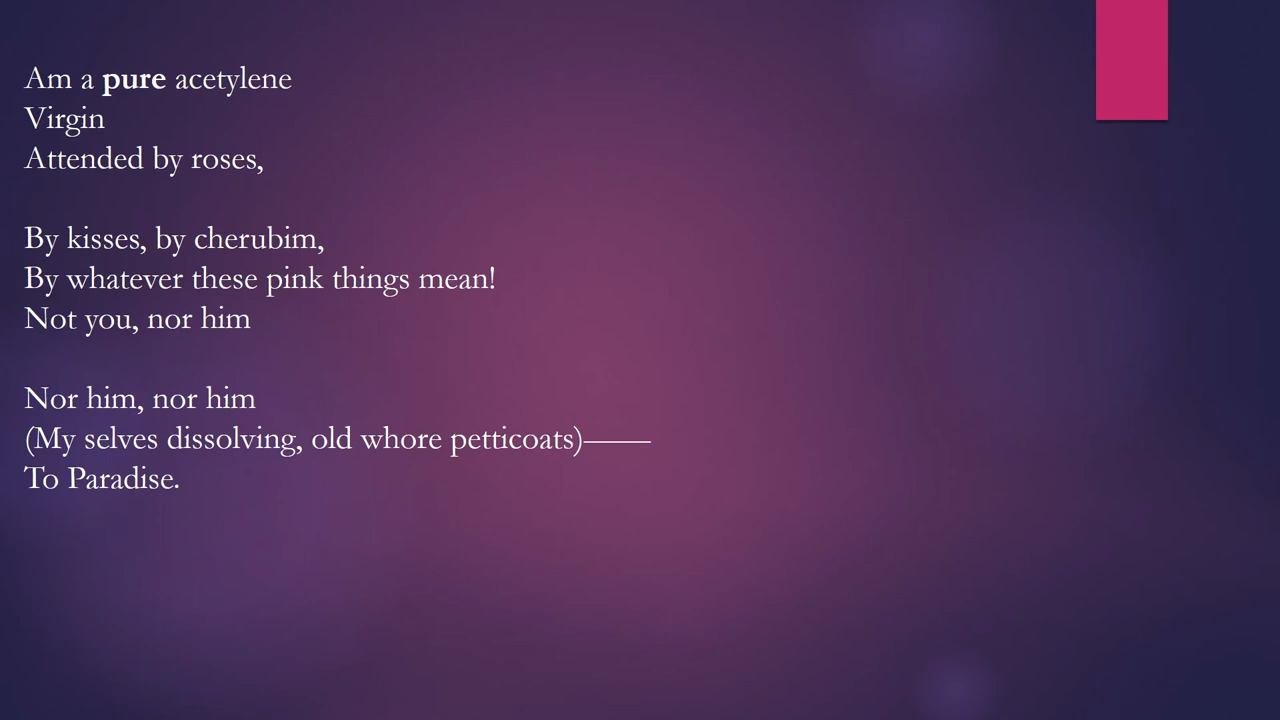 Am a pure acetylene
Virgin
Attended by roses,
By kisses, by cherubim,
By whatever these pink things mean!
Not you, nor him
Nor him, nor him
(My selves dissolving, old whore petticoats)——
To Paradise.